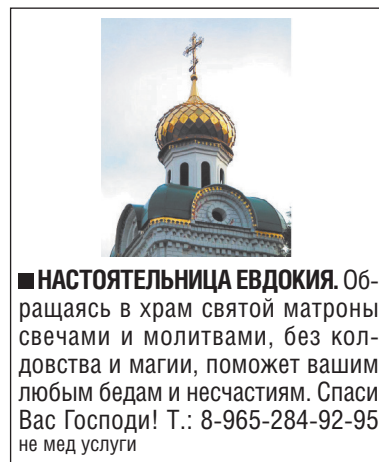 ■ НАСТОЯТЕЛЬНИЦА ЕВДОКИЯ. Об-
ращаясь в храм святой матроны
свечами и молитвами, без кол-
довства и магии, поможет вашим
любым бедам и несчастиям. Спаси
Вас Господи! Т.: 8-965-284-92-95
не мед услуги